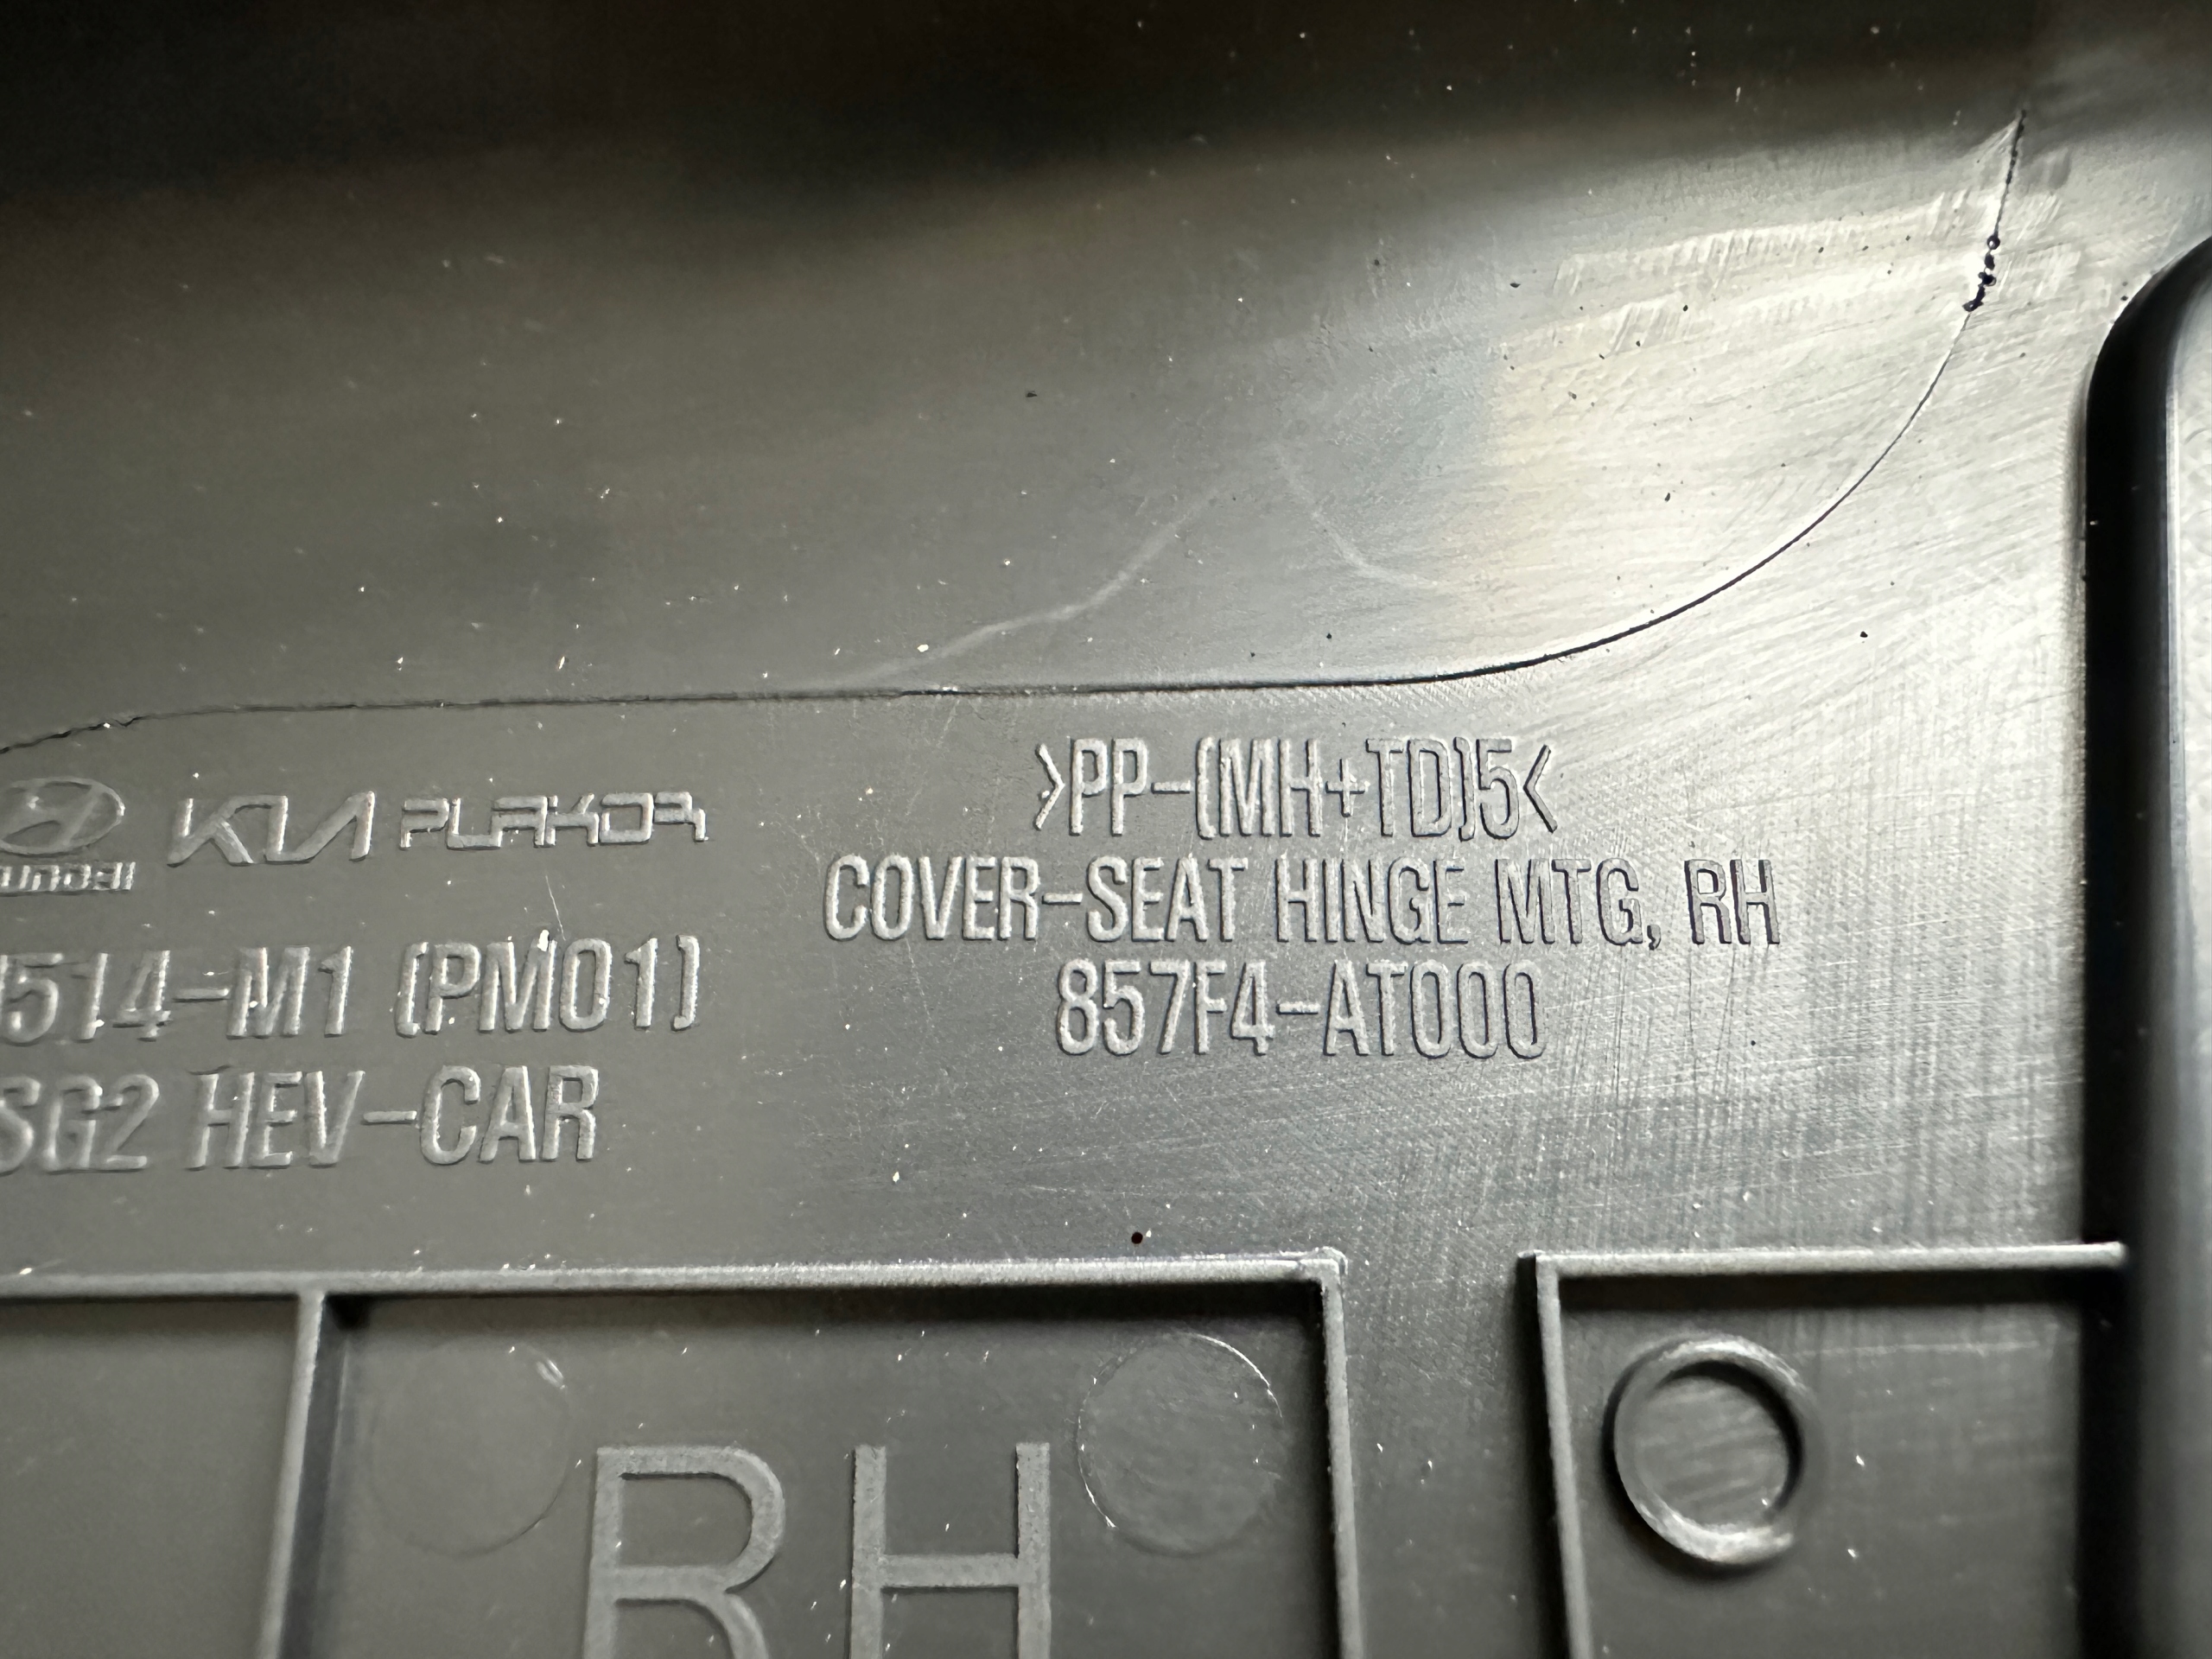 KIA PLAKOR
514-M1 (PM01)
SG2 HEV-CAR
>PP-(MH+TD)5<
COVER-SEAT HINGE MTG, RH
857F4-AT000
RH